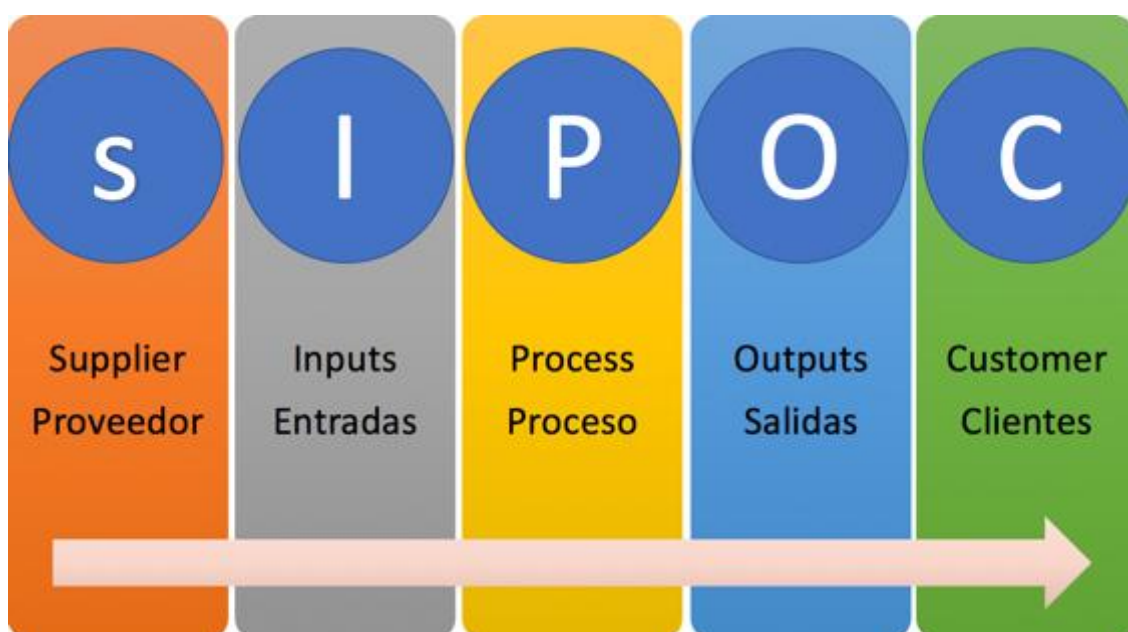 s I P O C
Supplier Inputs Process Outputs Customer
Proveedor Entradas Proceso Salidas Clientes